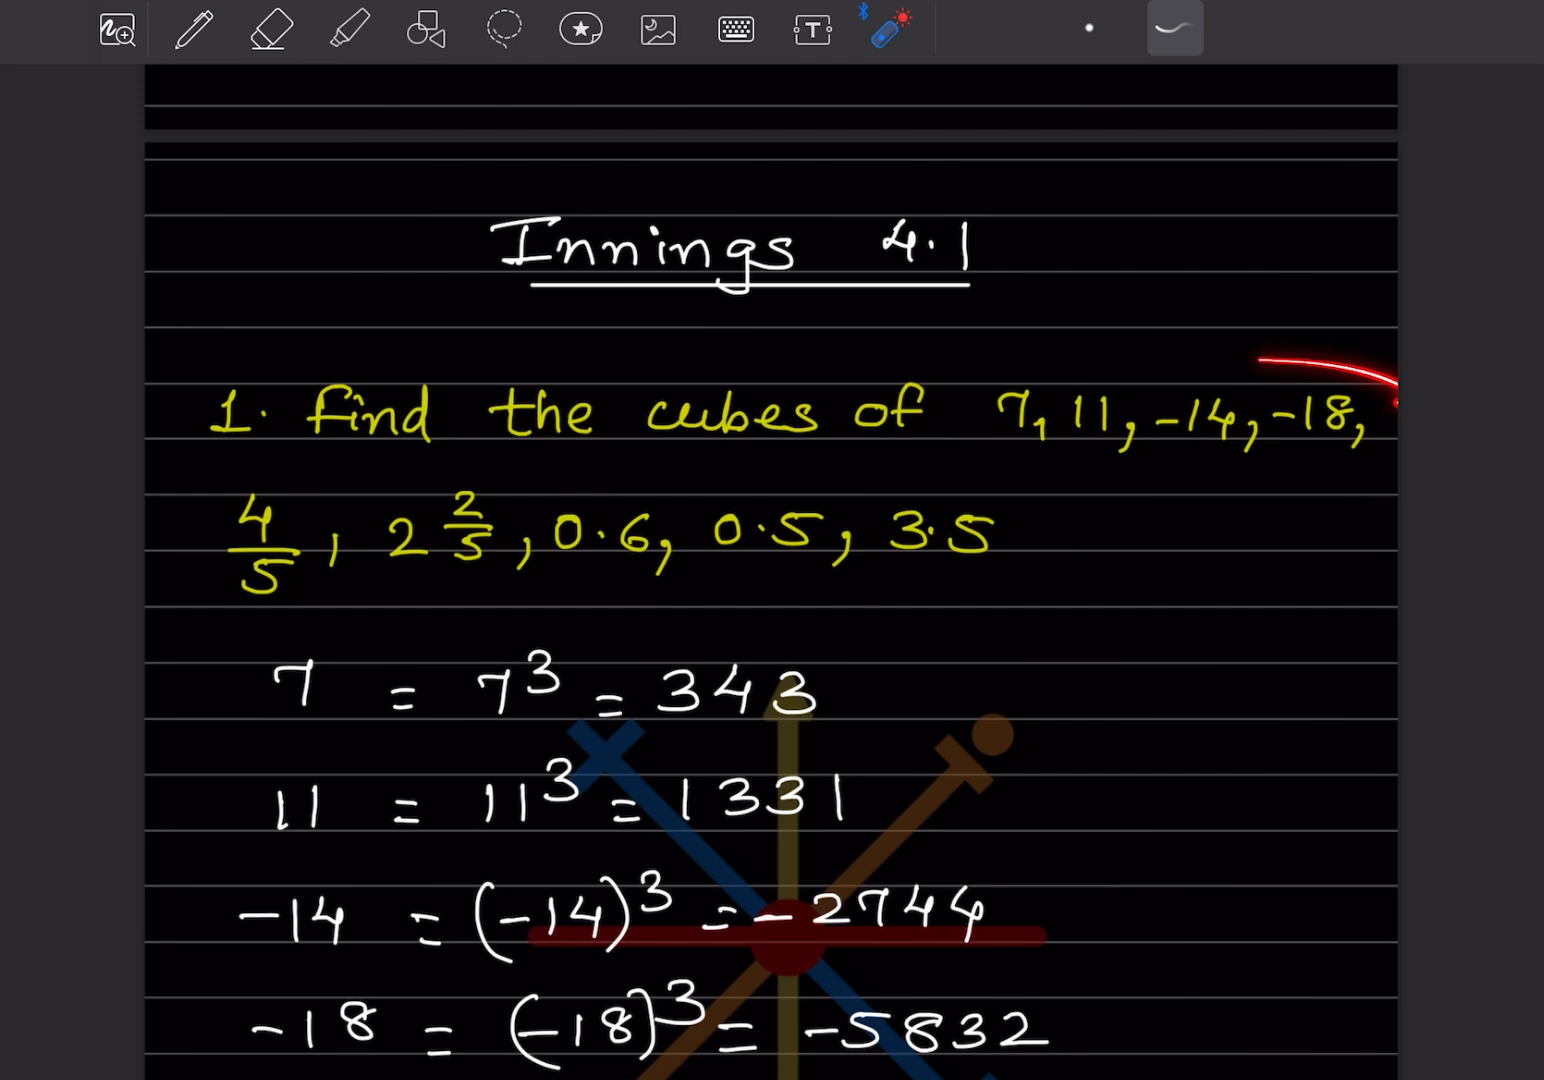 Innings 4.1
1. find the cubes of 7, 11, -14, -18,
4/5, 2 2/5, 0.6, 0.5, 3.5
7 = 7³ = 343
11 = 11³ = 1331
-14 = (-14)³ = -2744
-18 = (-18)³ = -5832